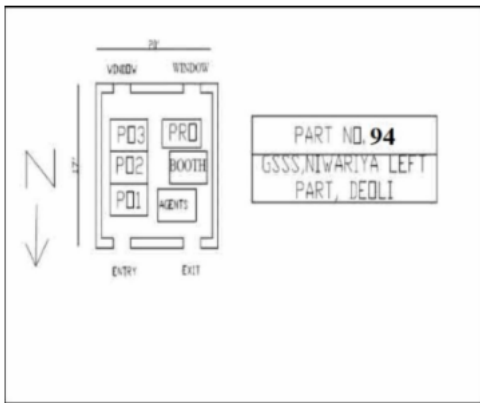 WINDOW WINDOW
PO3 PRO
PO2 BOOTH
PO1 AGENTS
ENTRY EXIT
N
PART NO. 94
GSSS,NIWARIYA LEFT
PART, DEOLI